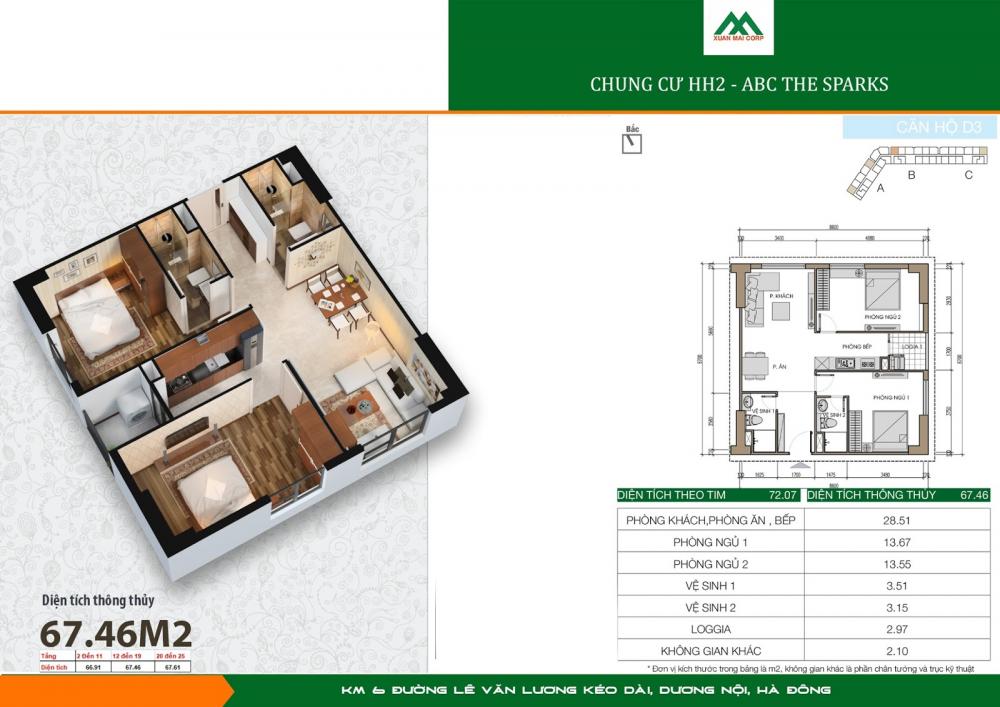 XUAN MAI CORP
CHUNG CƯ HH2 - ABC THE SPARKS
Bắc
CĂN HỘ D3
A
B
C
8800
3400
4880
P. KHÁCH
PHÒNG NGỦ 2
PHÒNG BẾP
LOGIA 1
P. ĂN
PHÒNG NGỦ 1
VỆ SINH 1
VỆ SINH 2
1625
1700
1675
3490
8800
DIỆN TÍCH THEO TIM 72.07 DIỆN TÍCH THÔNG THỦY 67.46
PHÒNG KHÁCH,PHÒNG ĂN , BẾP 28.51
PHÒNG NGỦ 1 13.67
PHÒNG NGỦ 2 13.55
VỆ SINH 1 3.51
VỆ SINH 2 3.15
LOGGIA 2.97
KHÔNG GIAN KHÁC 2.10
* Đơn vị kích thước trong bảng là m2, không gian khác là phần chân tường và trục kỹ thuật
Diện tích thông thủy
67.46M2
Tầng 2 Đến 11 12 đến 19 20 đến 25
Diện tích 66.91 67.46 67.61
KM 6 ĐƯỜNG LÊ VĂN LƯƠNG KÉO DÀI, DƯƠNG NỘI, HÀ ĐÔNG